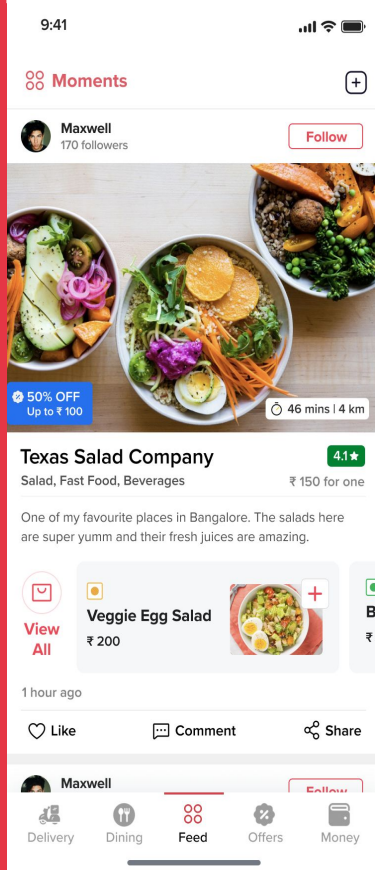 9:41
Moments
Maxwell
170 followers
Follow
50% OFF
Up to ₹ 100
46 mins | 4 km
Texas Salad Company
4.1★
Salad, Fast Food, Beverages
₹ 150 for one
One of my favourite places in Bangalore. The salads here
are super yumm and their fresh juices are amazing.
View
All
Veggie Egg Salad
₹ 200
B
₹
1 hour ago
Like
Comment
Share
Maxwell
Follow
Delivery
Dining
Feed
Offers
Money